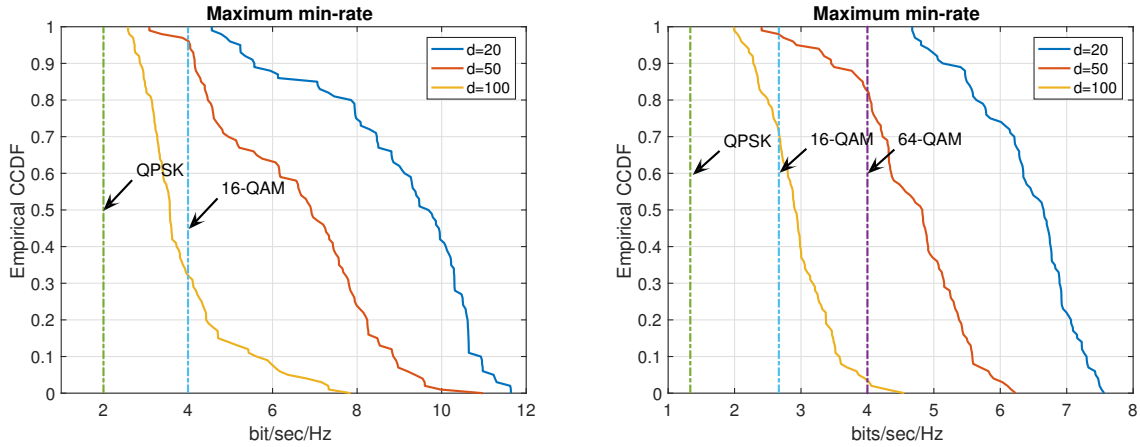 Maximum min-rate
1
0.9
0.8
0.7
0.6
0.5
0.4
0.3
0.2
0.1
0
Empirical CCDF
d=20
d=50
d=100
QPSK
16-QAM
2
4
6
8
10
12
bit/sec/Hz
Maximum min-rate
1
0.9
0.8
0.7
0.6
0.5
0.4
0.3
0.2
0.1
0
Empirical CCDF
d=20
d=50
d=100
QPSK
16-QAM
64-QAM
1
2
3
4
5
6
7
8
bits/sec/Hz